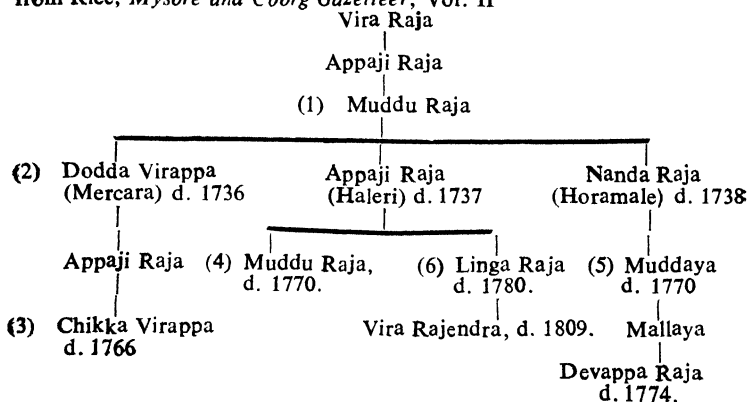 from Rice, Mysore and Coorg Gazetteer, Vol. II
Vira Raja
Appaji Raja
(1) Muddu Raja
(2) Dodda Virappa Appaji Raja Nanda Raja
(Mercara) d. 1736 (Haleri) d. 1737 (Horamale) d. 1738
Appaji Raja (4) Muddu Raja, (6) Linga Raja (5) Muddaya
d. 1770. d. 1780. d. 1770
(3) Chikka Virappa Vira Rajendra, d. 1809. Mallaya
d. 1766
Devappa Raja
d. 1774.